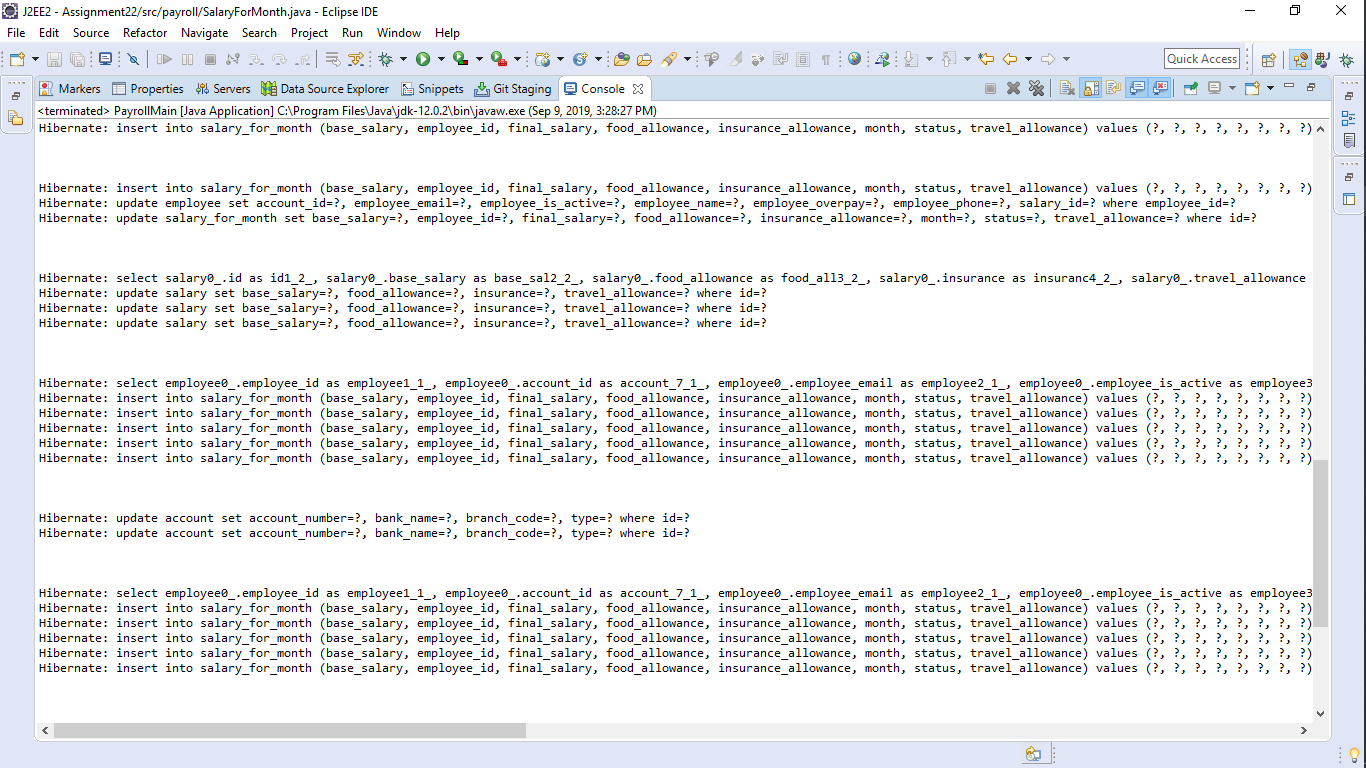 J2EE2 - Assignment22/src/payroll/SalaryForMonth.java - Eclipse IDE
File Edit Source Refactor Navigate Search Project Run Window Help
Quick Access
Markers Properties Servers Data Source Explorer Snippets Git Staging Console
<terminated> PayrollMain [Java Application] C:\Program Files\Java\jdk-12.0.2\bin\javaw.exe (Sep 9, 2019, 3:28:27 PM)
Hibernate: insert into salary_for_month (base_salary, employee_id, final_salary, food_allowance, insurance_allowance, month, status, travel_allowance) values (?, ?, ?, ?, ?, ?, ?, ?)
Hibernate: insert into salary_for_month (base_salary, employee_id, final_salary, food_allowance, insurance_allowance, month, status, travel_allowance) values (?, ?, ?, ?, ?, ?, ?, ?)
Hibernate: update employee set account_id=?, employee_email=?, employee_is_active=?, employee_name=?, employee_overpay=?, employee_phone=?, salary_id=? where employee_id=?
Hibernate: update salary_for_month set base_salary=?, employee_id=?, final_salary=?, food_allowance=?, insurance_allowance=?, month=?, status=?, travel_allowance=? where id=?
Hibernate: select salary0_.id as id1_2_, salary0_.base_salary as base_sal2_2_, salary0_.food_allowance as food_all3_2_, salary0_.insurance as insuranc4_2_, salary0_.travel_allowance
Hibernate: update salary set base_salary=?, food_allowance=?, insurance=?, travel_allowance=? where id=?
Hibernate: update salary set base_salary=?, food_allowance=?, insurance=?, travel_allowance=? where id=?
Hibernate: update salary set base_salary=?, food_allowance=?, insurance=?, travel_allowance=? where id=?
Hibernate: select employee0_.employee_id as employee1_1_, employee0_.account_id as account_7_1_, employee0_.employee_email as employee2_1_, employee0_.employee_is_active as employee3
Hibernate: insert into salary_for_month (base_salary, employee_id, final_salary, food_allowance, insurance_allowance, month, status, travel_allowance) values (?, ?, ?, ?, ?, ?, ?, ?)
Hibernate: insert into salary_for_month (base_salary, employee_id, final_salary, food_allowance, insurance_allowance, month, status, travel_allowance) values (?, ?, ?, ?, ?, ?, ?, ?)
Hibernate: insert into salary_for_month (base_salary, employee_id, final_salary, food_allowance, insurance_allowance, month, status, travel_allowance) values (?, ?, ?, ?, ?, ?, ?, ?)
Hibernate: insert into salary_for_month (base_salary, employee_id, final_salary, food_allowance, insurance_allowance, month, status, travel_allowance) values (?, ?, ?, ?, ?, ?, ?, ?)
Hibernate: insert into salary_for_month (base_salary, employee_id, final_salary, food_allowance, insurance_allowance, month, status, travel_allowance) values (?, ?, ?, ?, ?, ?, ?, ?)
Hibernate: update account set account_number=?, bank_name=?, branch_code=?, type=? where id=?
Hibernate: update account set account_number=?, bank_name=?, branch_code=?, type=? where id=?
Hibernate: select employee0_.employee_id as employee1_1_, employee0_.account_id as account_7_1_, employee0_.employee_email as employee2_1_, employee0_.employee_is_active as employee3
Hibernate: insert into salary_for_month (base_salary, employee_id, final_salary, food_allowance, insurance_allowance, month, status, travel_allowance) values (?, ?, ?, ?, ?, ?, ?, ?)
Hibernate: insert into salary_for_month (base_salary, employee_id, final_salary, food_allowance, insurance_allowance, month, status, travel_allowance) values (?, ?, ?, ?, ?, ?, ?, ?)
Hibernate: insert into salary_for_month (base_salary, employee_id, final_salary, food_allowance, insurance_allowance, month, status, travel_allowance) values (?, ?, ?, ?, ?, ?, ?, ?)
Hibernate: insert into salary_for_month (base_salary, employee_id, final_salary, food_allowance, insurance_allowance, month, status, travel_allowance) values (?, ?, ?, ?, ?, ?, ?, ?)
Hibernate: insert into salary_for_month (base_salary, employee_id, final_salary, food_allowance, insurance_allowance, month, status, travel_allowance) values (?, ?, ?, ?, ?, ?, ?, ?)